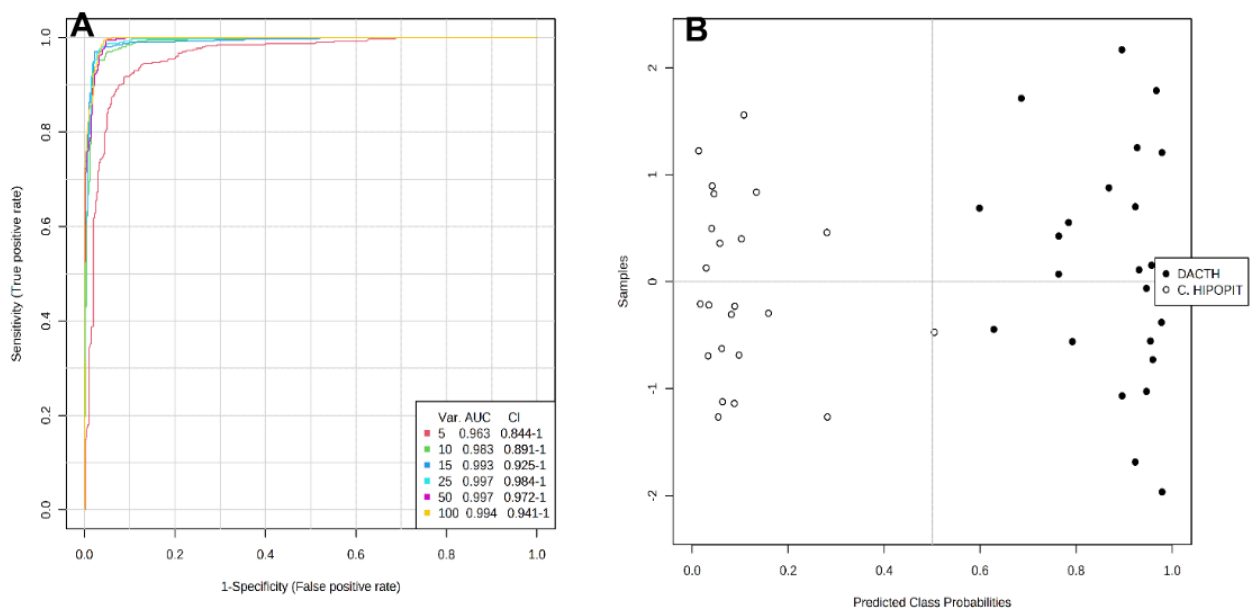 A
Sensitivity (True positive rate)
1.0
0.8
0.6
0.4
0.2
0.0
Var. AUC CI
5 0.963 0.844-1
10 0.983 0.891-1
15 0.993 0.925-1
25 0.997 0.984-1
50 0.997 0.972-1
100 0.994 0.941-1
0.0 0.2 0.4 0.6 0.8 1.0
1-Specificity (False positive rate)
B
Samples
2
1
0
-1
-2
DACTH
C. HIPOPIT
0.0 0.2 0.4 0.6 0.8 1.0
Predicted Class Probabilities